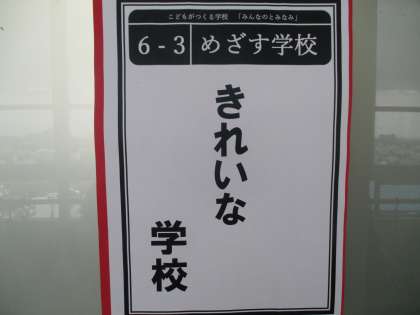 こどもがつくる学校 「みんなのとみなみ」
6-3 めざす学校
きれいな
学校